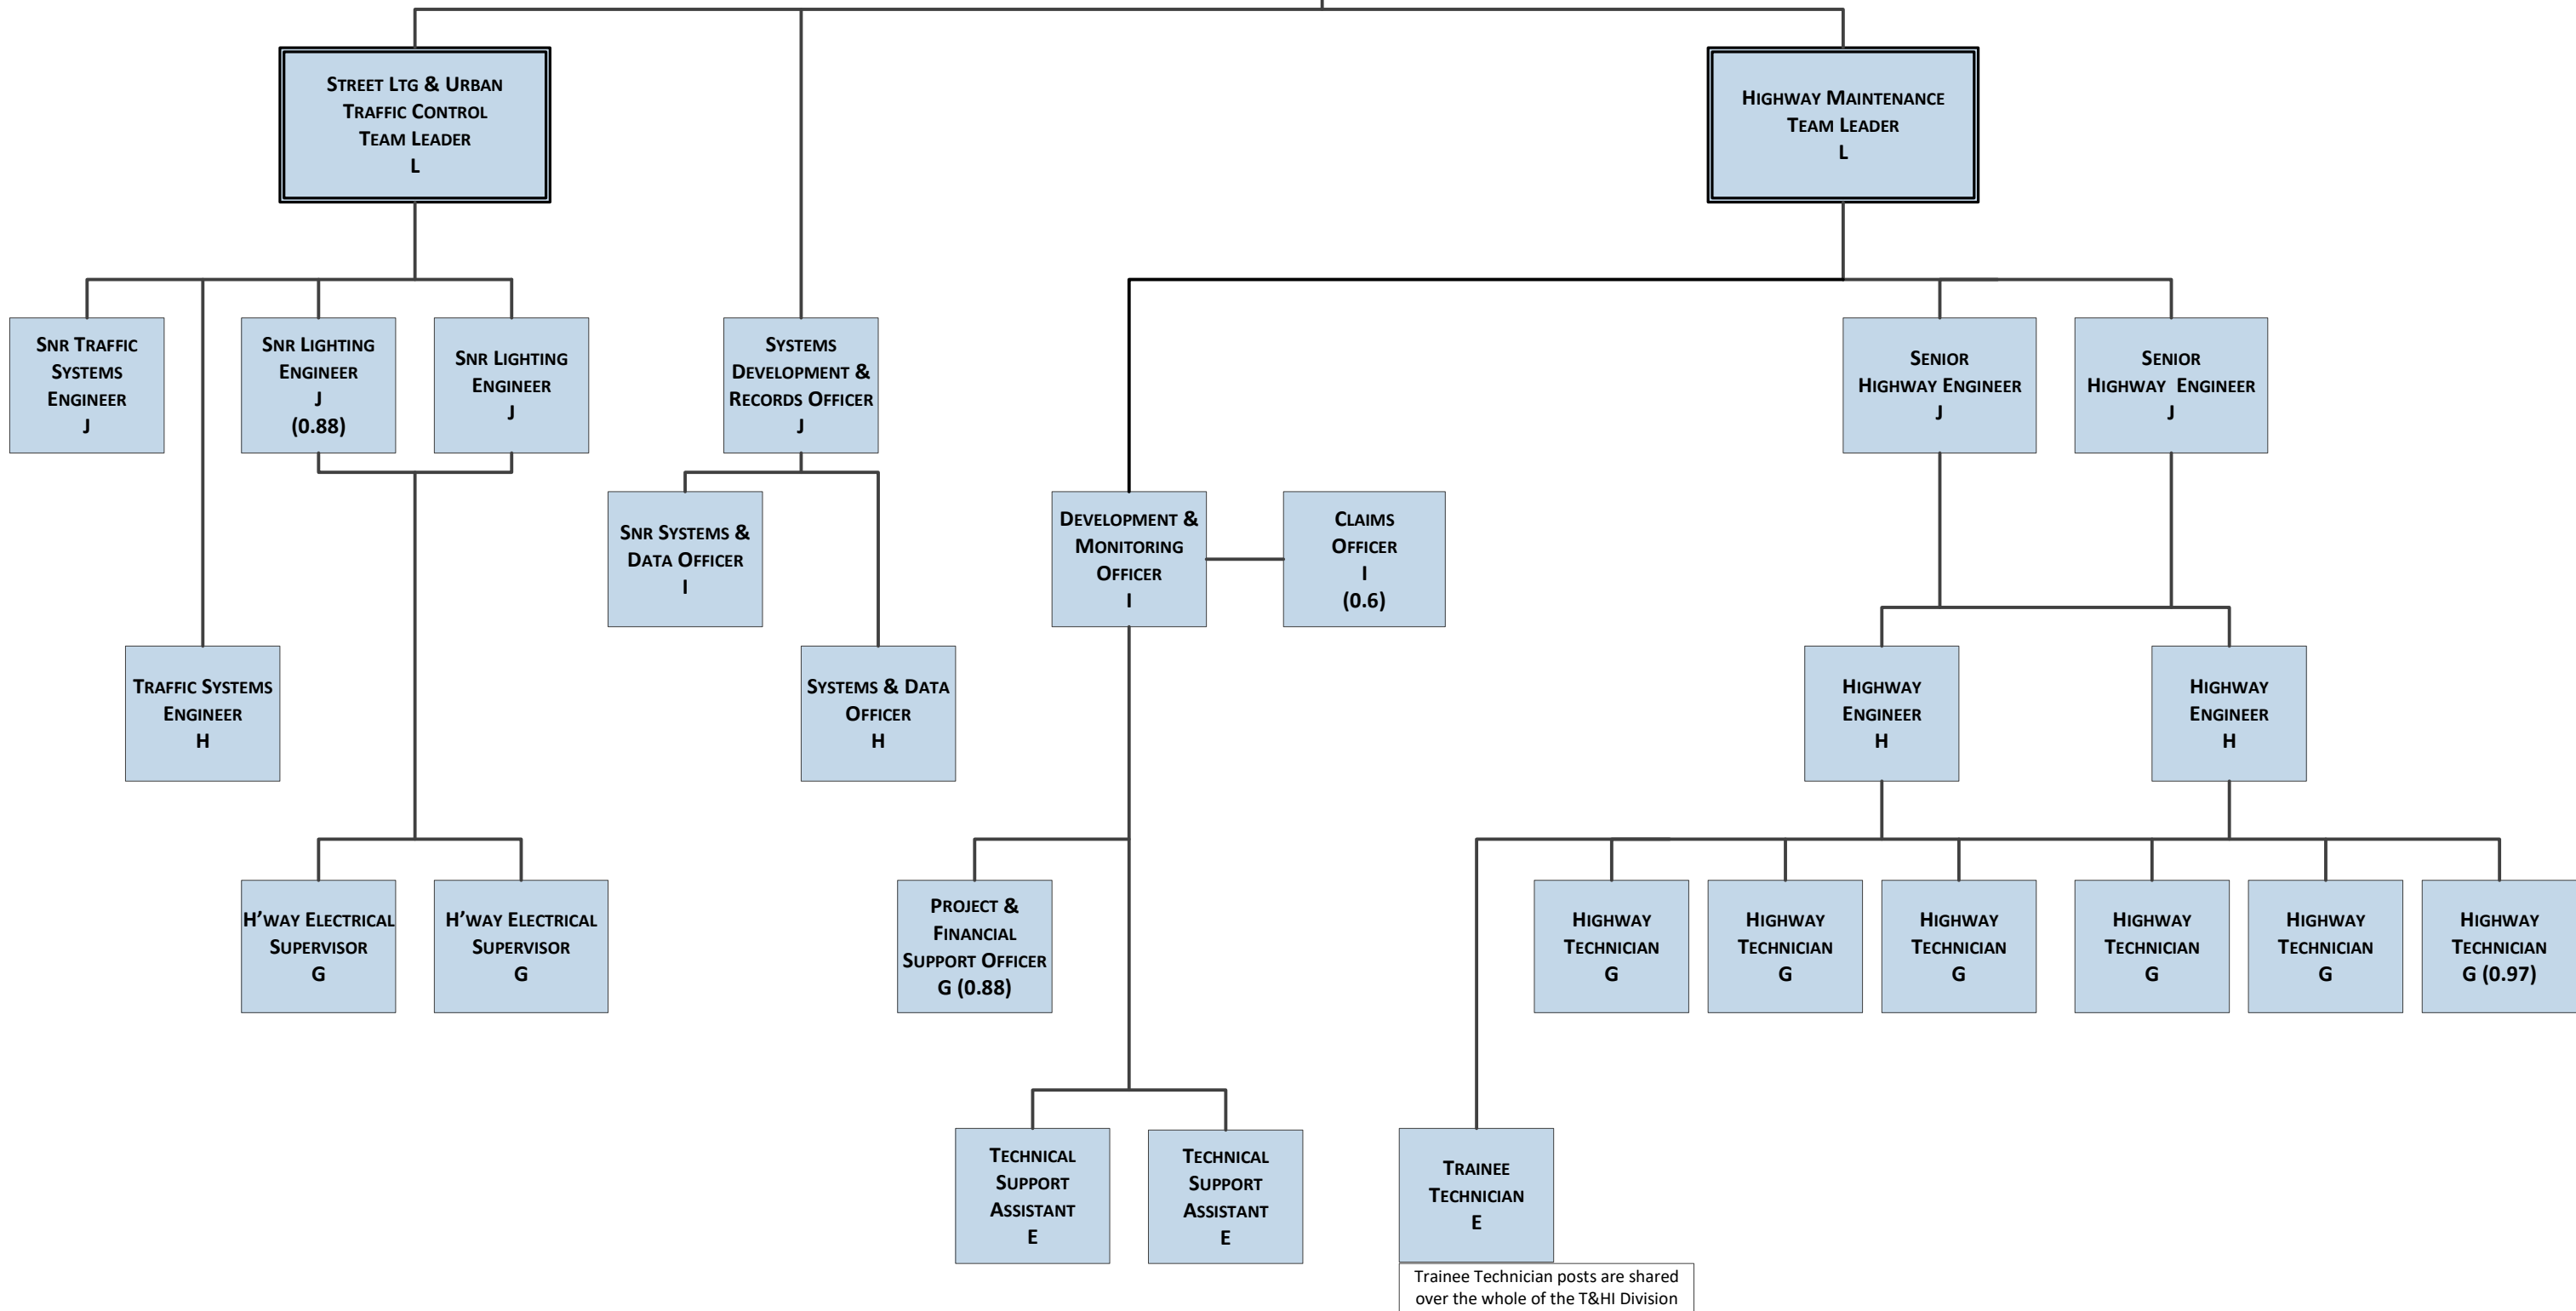 Street Ltg & Urban
Traffic Control
Team Leader
L
Highway Maintenance
Team Leader
L
Snr Traffic
Systems
Engineer
J
Snr Lighting
Engineer
J
(0.88)
Snr Lighting
Engineer
J
Systems
Development &
Records Officer
J
Senior
Highway Engineer
J
Senior
Highway Engineer
J
Snr Systems &
Data Officer
I
Development &
Monitoring
Officer
I
Claims
Officer
I
(0.6)
Traffic Systems
Engineer
H
Systems & Data
Officer
H
Highway
Engineer
H
Highway
Engineer
H
H’way Electrical
Supervisor
G
H’way Electrical
Supervisor
G
Project &
Financial
Support Officer
G (0.88)
Highway
Technician
G
Highway
Technician
G
Highway
Technician
G
Highway
Technician
G
Highway
Technician
G
Highway
Technician
G (0.97)
Technical
Support
Assistant
E
Technical
Support
Assistant
E
Trainee
Technician
E
Trainee Technician posts are shared
over the whole of the T&HI Division